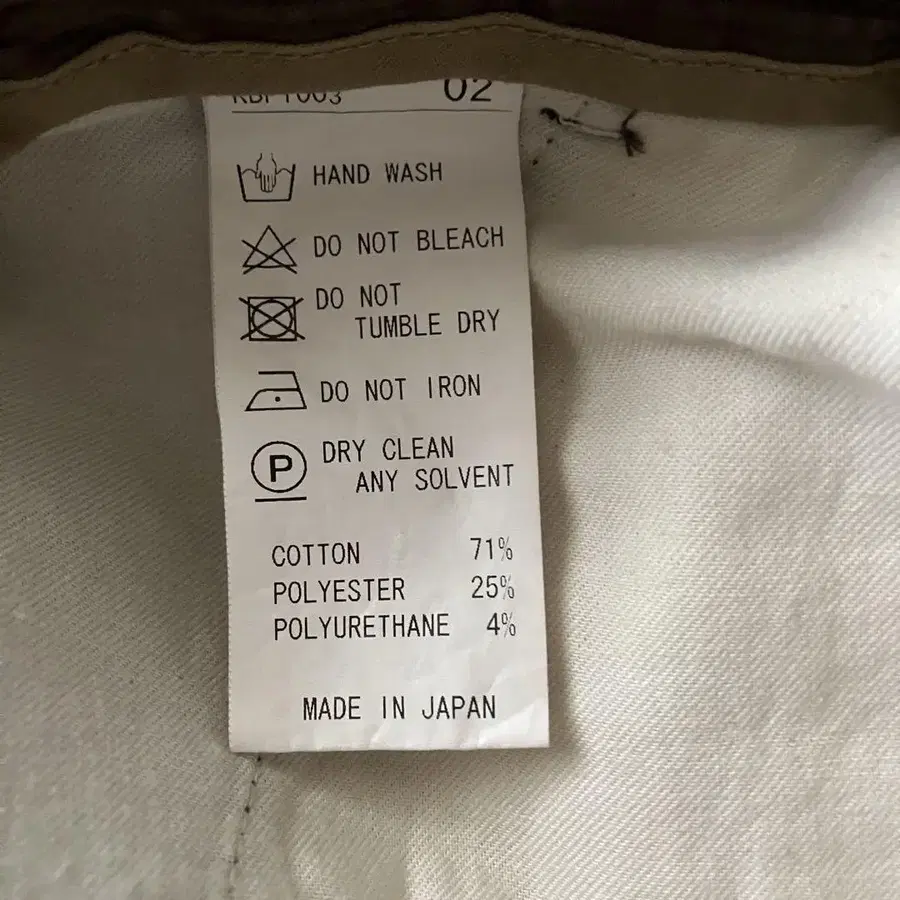 02
HAND WASH
DO NOT BLEACH
DO NOT
TUMBLE DRY
DO NOT IRON
P
DRY CLEAN
ANY SOLVENT
COTTON 71%
POLYESTER 25%
POLYURETHANE 4%
MADE IN JAPAN